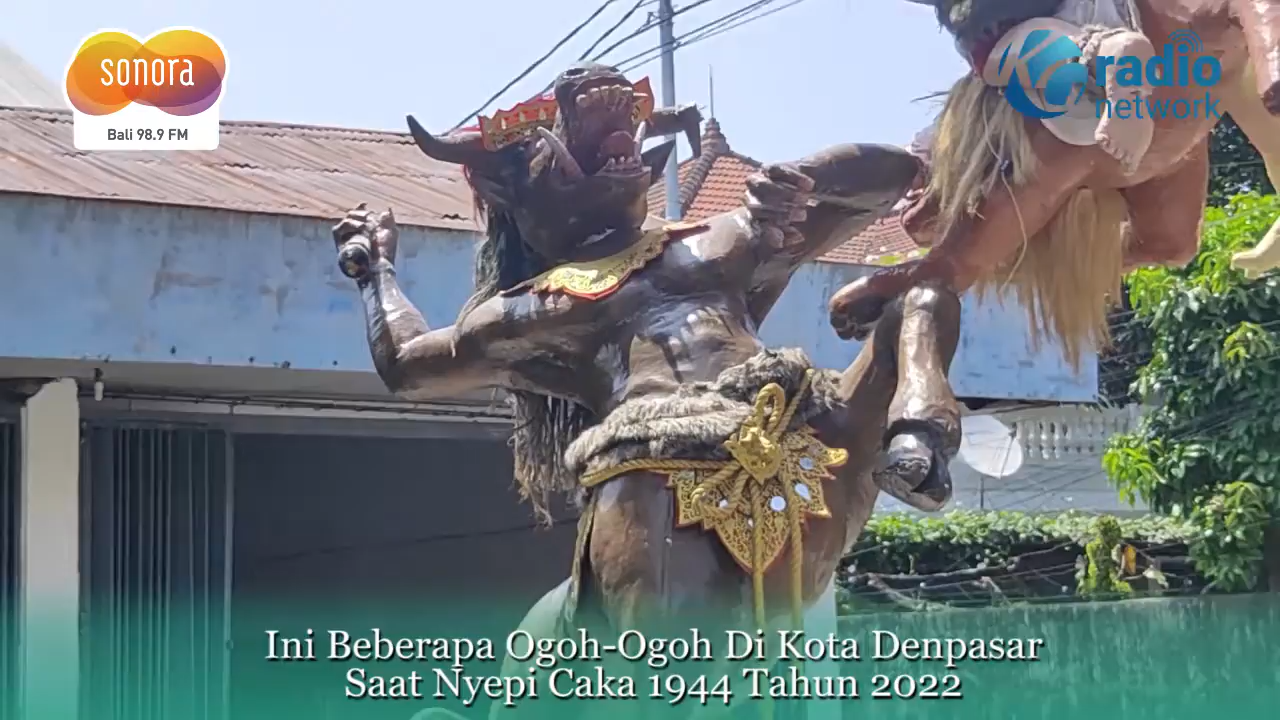 sonora
Bali 98.9 FM
KG radio
network
Ini Beberapa Ogoh-Ogoh Di Kota Denpasar
Saat Nyepi Caka 1944 Tahun 2022